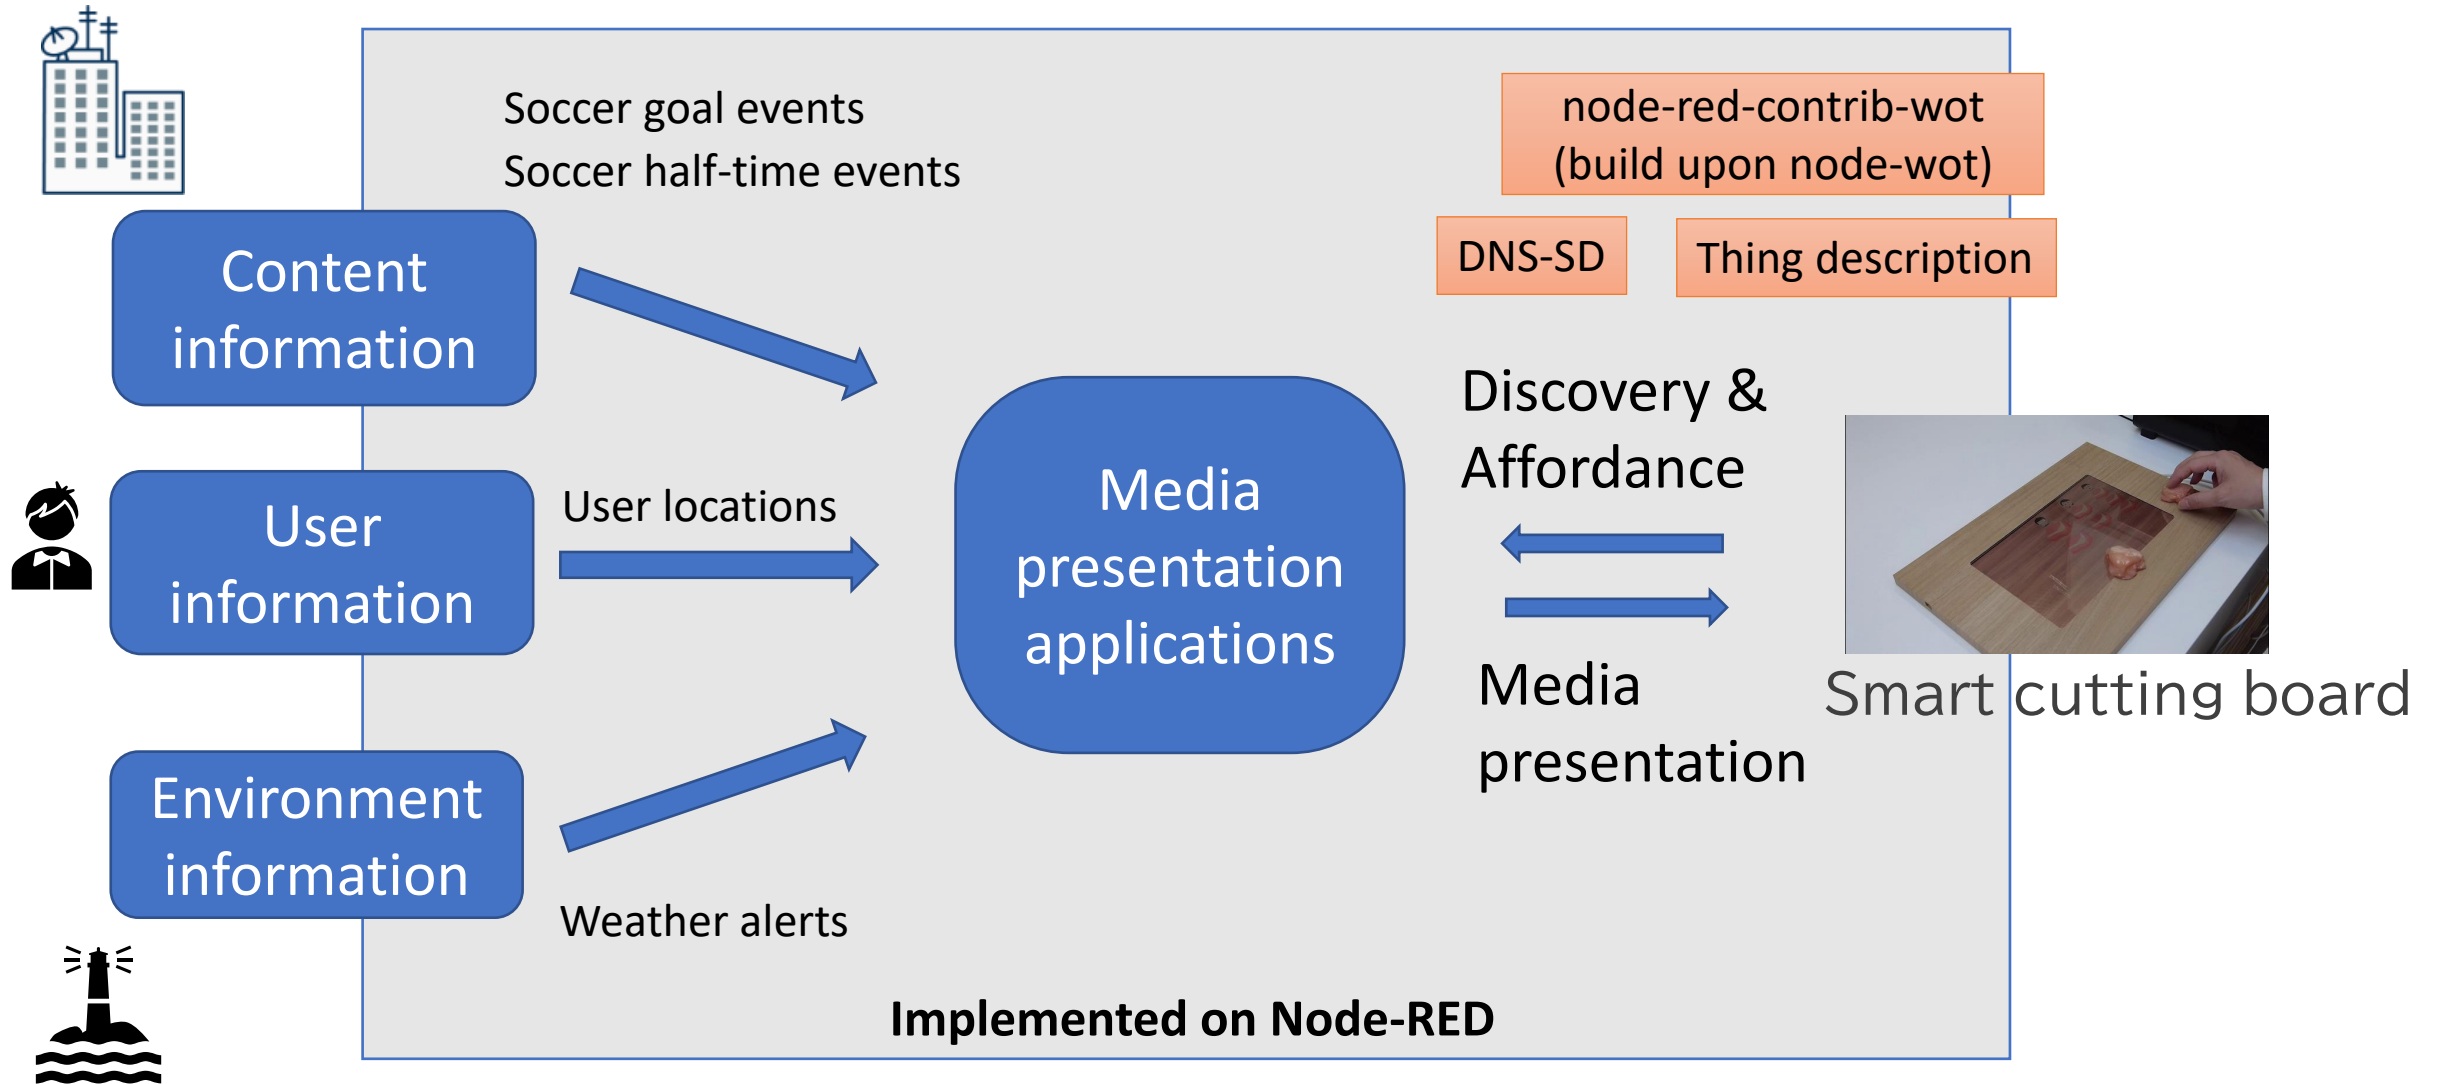 Soccer goal events
Soccer half-time events
node-red-contrib-wot
(build upon node-wot)
DNS-SD
Thing description
Content
information
User
information
Environment
information
User locations
Weather alerts
Media
presentation
applications
Discovery &
Affordance
Media
presentation
Smart cutting board
Implemented on Node-RED